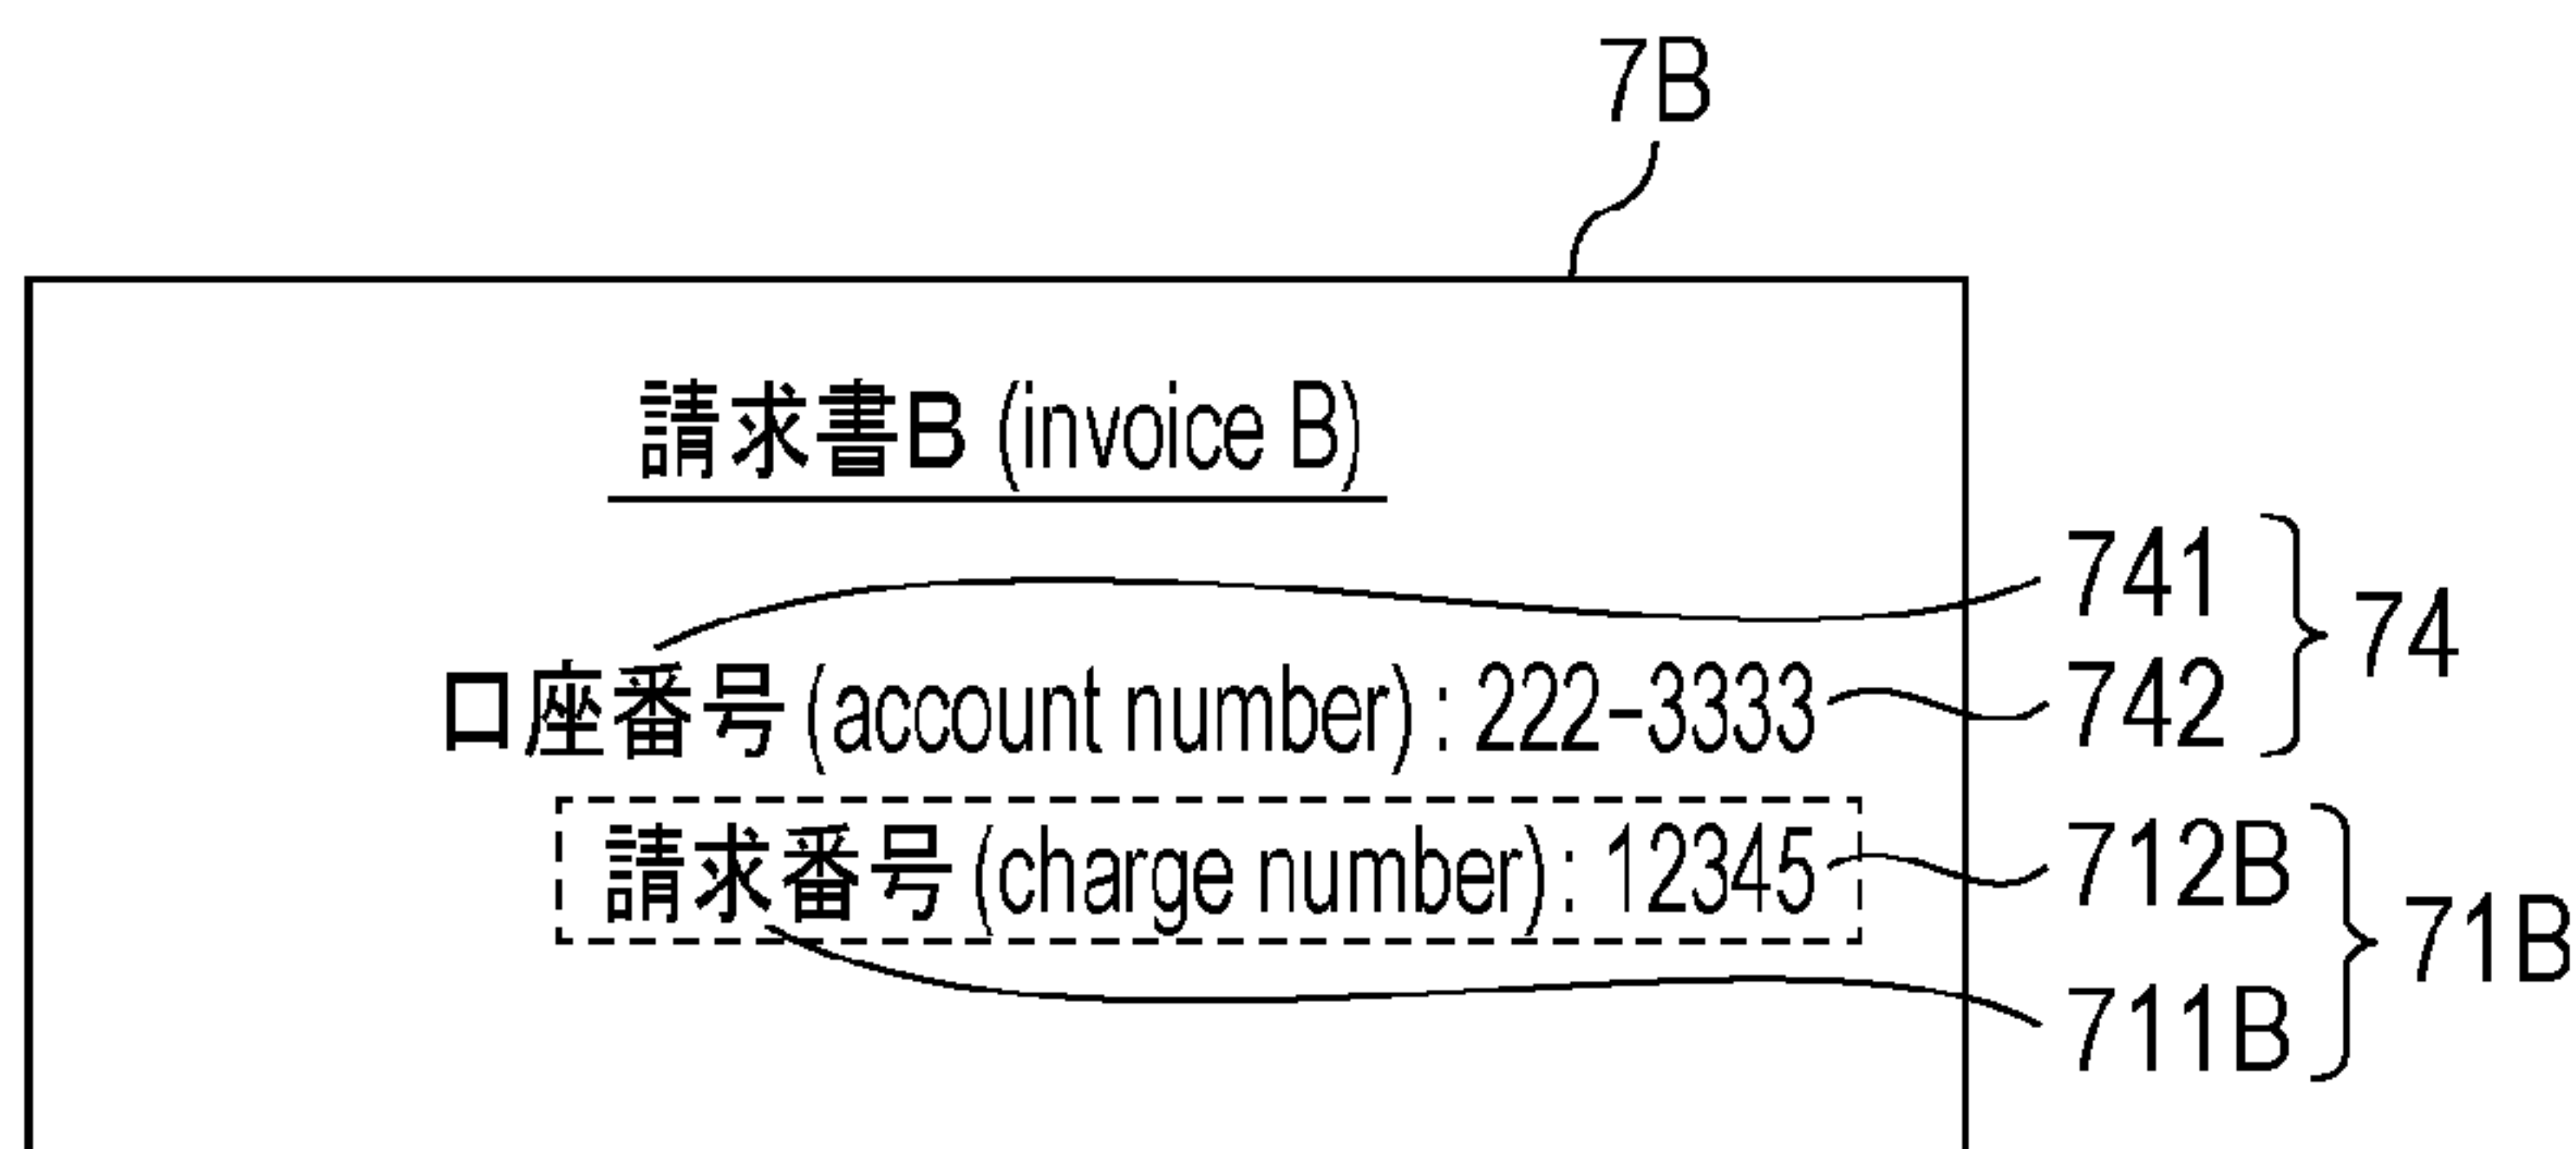 7B
請求書B (invoice B)
741
74
口座番号 (account number) : 222-3333
742
請求番号 (charge number) : 12345
712B
71B
711B